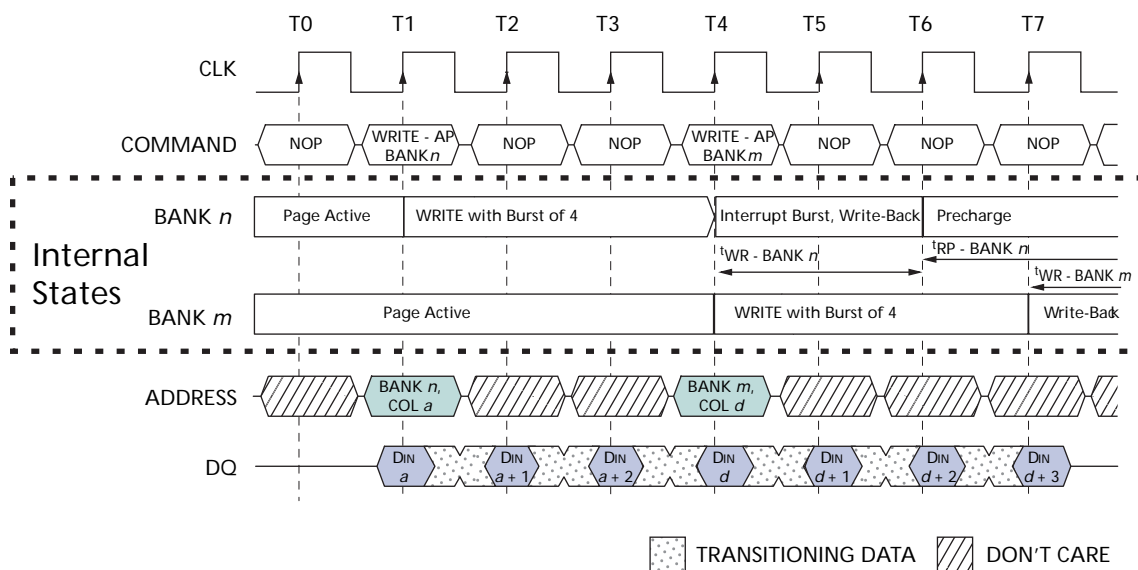 T0 T1 T2 T3 T4 T5 T6 T7
CLK
COMMAND NOP WRITE - AP NOP NOP WRITE - AP NOP NOP NOP
BANK n BANK m
BANK n Page Active WRITE with Burst of 4 Interrupt Burst, Write-Back Precharge
Internal
States
tWR - BANK n tRP - BANK n
tWR - BANK m
BANK m Page Active WRITE with Burst of 4 Write-Back
ADDRESS BANK n, BANK m,
COL a COL d
DQ DIN DIN DIN DIN DIN DIN DIN
a a + 1 a + 2 d d + 1 d + 2 d + 3
TRANSITIONING DATA DON'T CARE